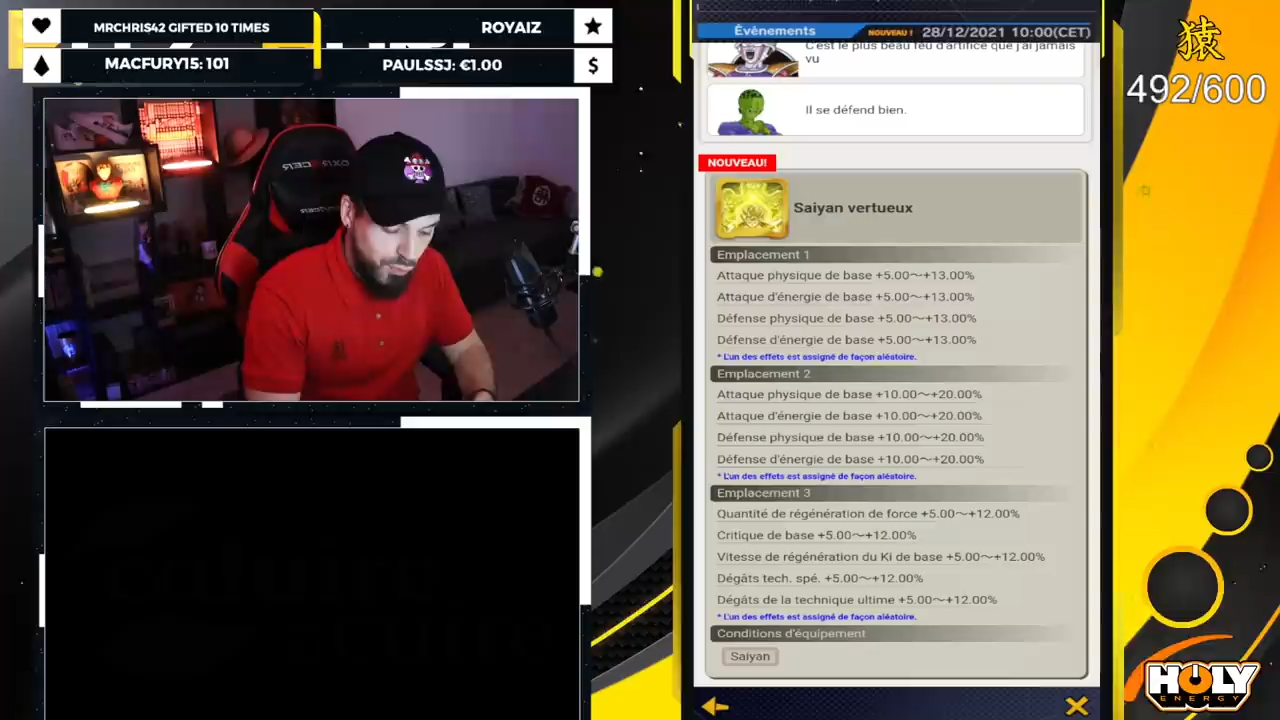 MRCHRIS42 GIFTED 10 TIMES
ROYAIZ
MACFURY15: 101
PAULSSJ: €1.00
$
Évènements
NOUVEAU !
28/12/2021 10:00(CET)
C'est le plus beau feu d'artifice que j'ai jamais
vu
Il se défend bien.
猿
492/600
NOUVEAU!
Saiyan vertueux
Emplacement 1
Attaque physique de base +5.00～+13.00%
Attaque d'énergie de base +5.00～+13.00%
Défense physique de base +5.00～+13.00%
Défense d'énergie de base +5.00～+13.00%
* L'un des effets est assigné de façon aléatoire.
Emplacement 2
Attaque physique de base +10.00～+20.00%
Attaque d'énergie de base +10.00～+20.00%
Défense physique de base +10.00～+20.00%
Défense d'énergie de base +10.00～+20.00%
* L'un des effets est assigné de façon aléatoire.
Emplacement 3
Quantité de régénération de force +5.00～+12.00%
Critique de base +5.00～+12.00%
Vitesse de régénération du Ki de base +5.00～+12.00%
Dégâts tech. spé. +5.00～+12.00%
Dégâts de la technique ultime +5.00～+12.00%
* L'un des effets est assigné de façon aléatoire.
Conditions d'équipement
Saiyan
HOLY
ENERGY